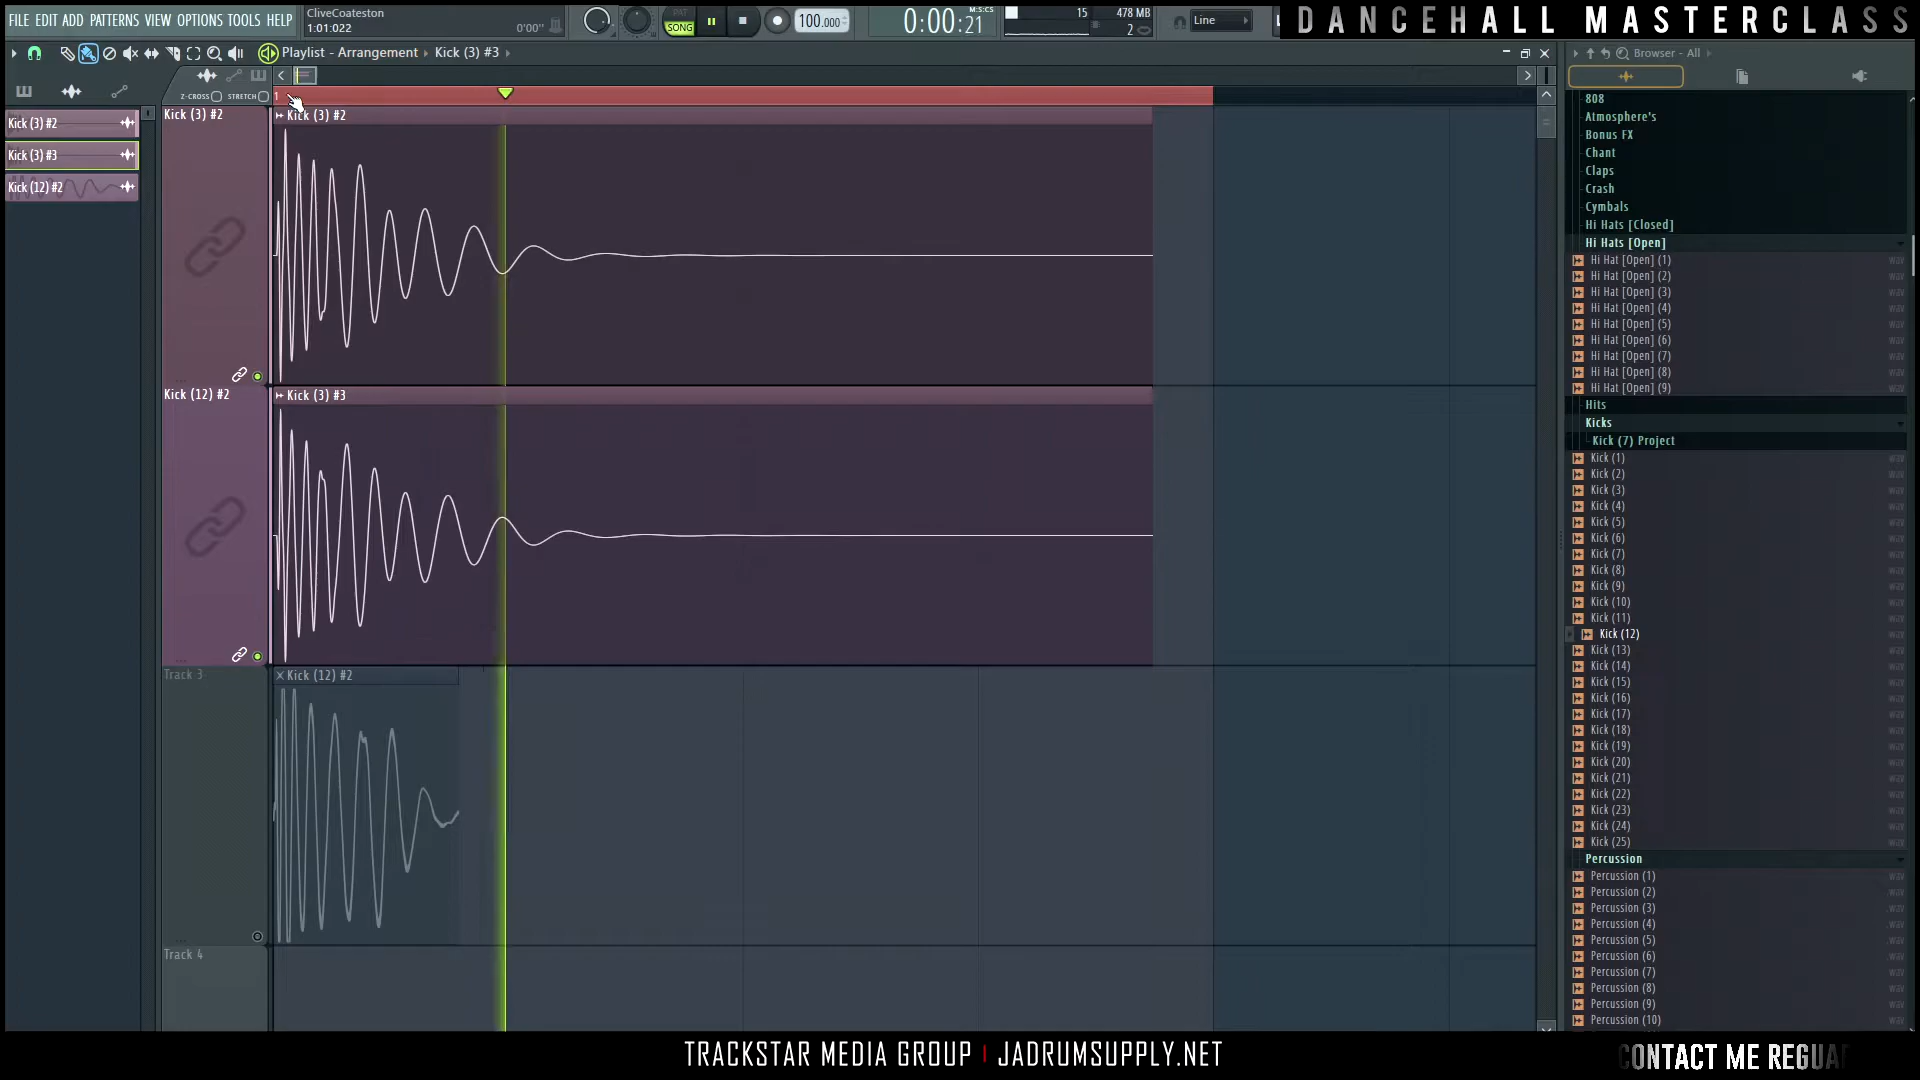 FILE EDIT ADD PATTERNS VIEW OPTIONS TOOLS HELP
CliveCoateston
1:01:022
0'00"
PAT
SONG
100.000
0:00:21
M:S:CS
15
478 MB
2
Line
DANCEHALL MASTERCLASS
Playlist - Arrangement › Kick (3) #3 ›
Browser - All
Z-CROSS
STRETCH
1
Kick (3) #2
Kick (3) #3
Kick (12) #2
Kick (3) #2
Kick (3) #2
Kick (12) #2
Kick (3) #3
Track 3
Kick (12) #2
Track 4
808
Atmosphere's
Bonus FX
Chant
Claps
Crash
Cymbals
Hi Hats [Closed]
Hi Hats [Open]
Hi Hat [Open] (1)
Hi Hat [Open] (2)
Hi Hat [Open] (3)
Hi Hat [Open] (4)
Hi Hat [Open] (5)
Hi Hat [Open] (6)
Hi Hat [Open] (7)
Hi Hat [Open] (8)
Hi Hat [Open] (9)
Hits
Kicks
Kick (7) Project
Kick (1)
Kick (2)
Kick (3)
Kick (4)
Kick (5)
Kick (6)
Kick (7)
Kick (8)
Kick (9)
Kick (10)
Kick (11)
Kick (12)
Kick (13)
Kick (14)
Kick (15)
Kick (16)
Kick (17)
Kick (18)
Kick (19)
Kick (20)
Kick (21)
Kick (22)
Kick (23)
Kick (24)
Kick (25)
Percussion
Percussion (1)
Percussion (2)
Percussion (3)
Percussion (4)
Percussion (5)
Percussion (6)
Percussion (7)
Percussion (8)
Percussion (9)
Percussion (10)
TRACKSTAR MEDIA GROUP | JADRUMSUPPLY.NET
CONTACT ME REGUA